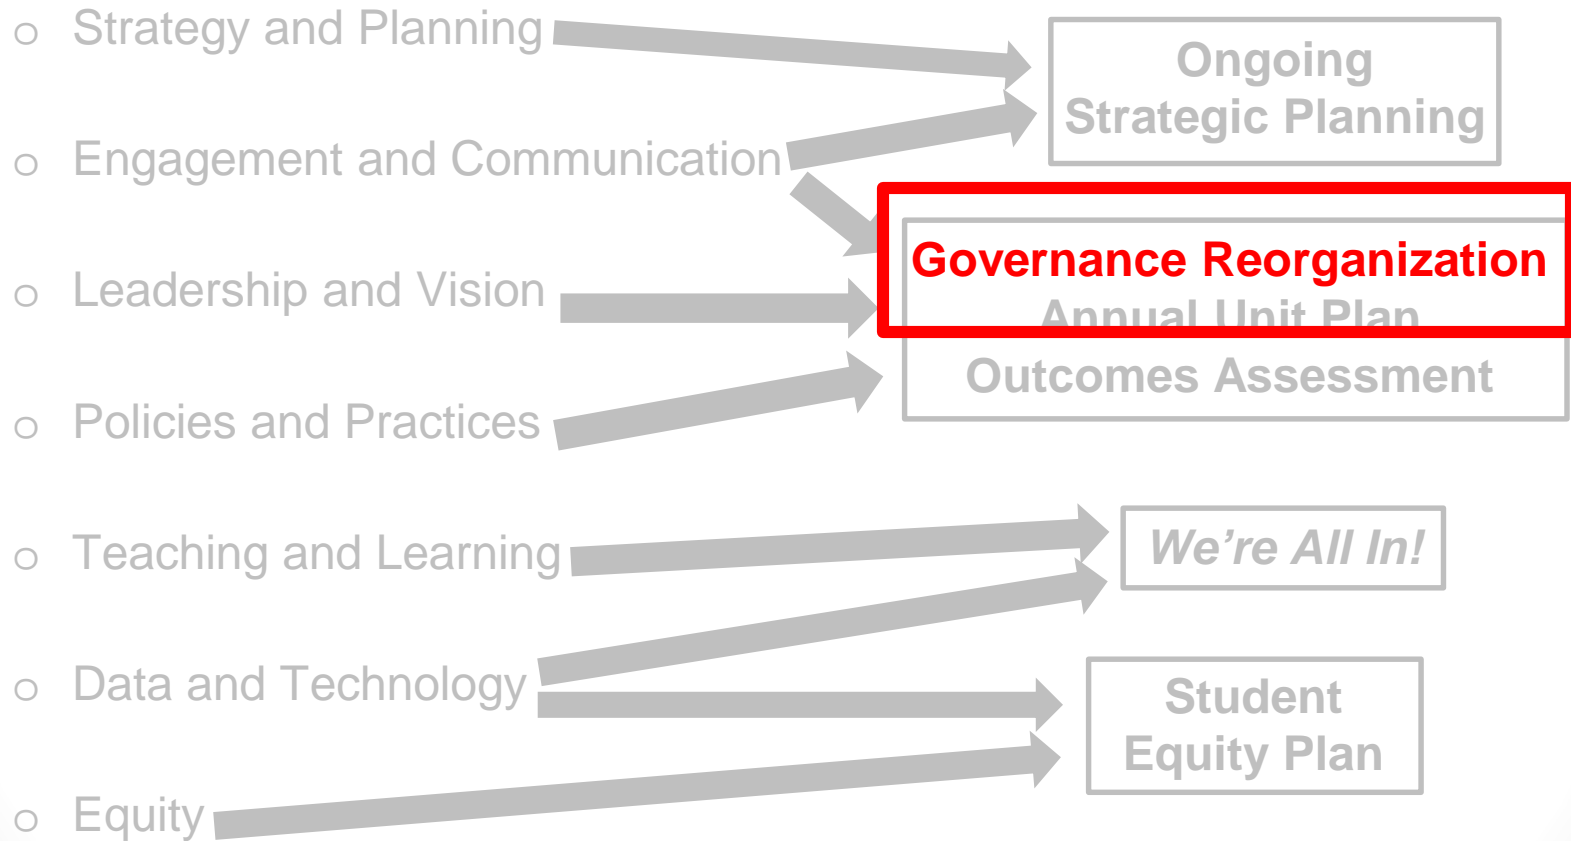 o Strategy and Planning
o Engagement and Communication
o Leadership and Vision
o Policies and Practices
o Teaching and Learning
o Data and Technology
o Equity
Ongoing
Strategic Planning
Governance Reorganization
Annual Unit Plan
Outcomes Assessment
We're All In!
Student
Equity Plan